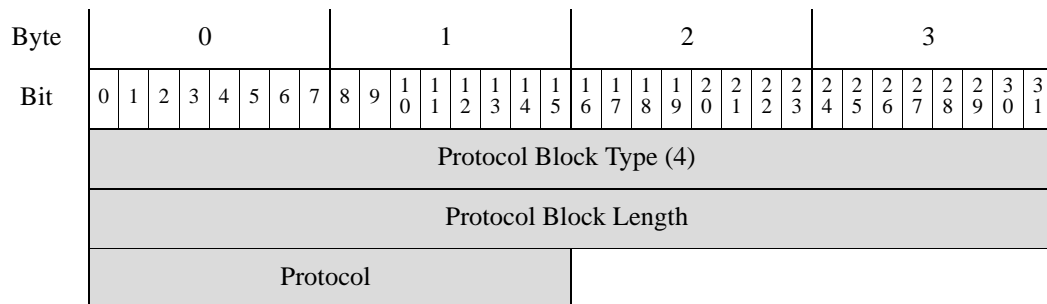 Byte 0 1 2 3
Bit 0 1 2 3 4 5 6 7 8 9 10 11 12 13 14 15 16 17 18 19 20 21 22 23 24 25 26 27 28 29 30 31
Protocol Block Type (4)
Protocol Block Length
Protocol